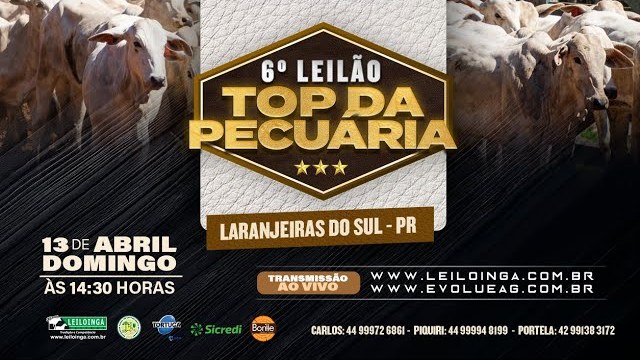 6º LEILÃO
TOP DA
PECUÁRIA
LARANJEIRAS DO SUL - PR
13 DE ABRIL
DOMINGO
ÀS 14:30 HORAS
TRANSMISSÃO
AO VIVO
WWW.LEILOINGA.COM.BR
WWW.EVOLUEAG.COM.BR
LEILOINGA
www.leiloinga.com.br
TORTUGA
Sicredi
Borille
CARLOS: 44 99972 6861 - PIQUIRI: 44 99994 8199 - PORTELA: 42 99138 3172